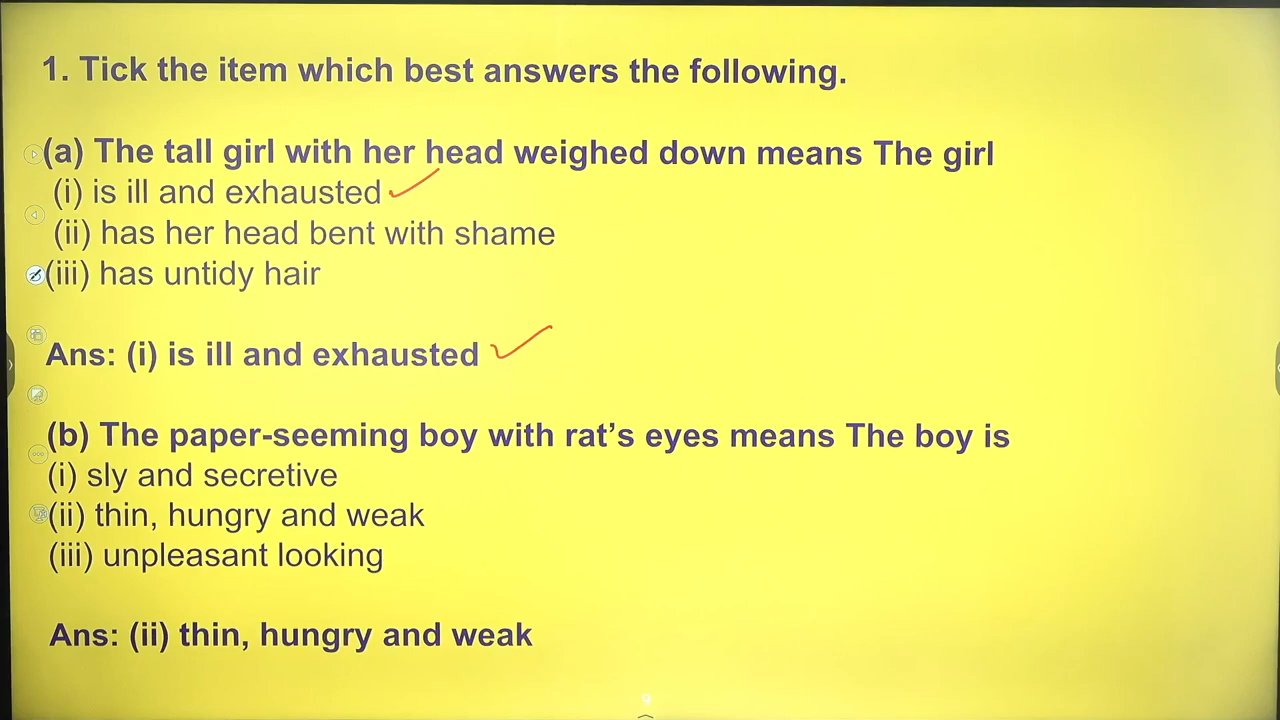 1. Tick the item which best answers the following.
(a) The tall girl with her head weighed down means The girl
(i) is ill and exhausted
(ii) has her head bent with shame
(iii) has untidy hair
Ans: (i) is ill and exhausted
(b) The paper-seeming boy with rat’s eyes means The boy is
(i) sly and secretive
(ii) thin, hungry and weak
(iii) unpleasant looking
Ans: (ii) thin, hungry and weak